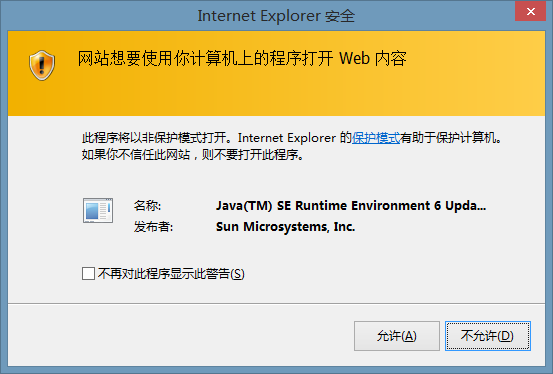 Internet Explorer 安全
网站想要使用你计算机上的程序打开 Web 内容
此程序将以非保护模式打开。Internet Explorer 的保护模式有助于保护计算机。
如果你不信任此网站，则不要打开此程序。
名称: Java(TM) SE Runtime Environment 6 Upda...
发布者: Sun Microsystems, Inc.
不再对此程序显示此警告(S)
允许(A) 不允许(D)